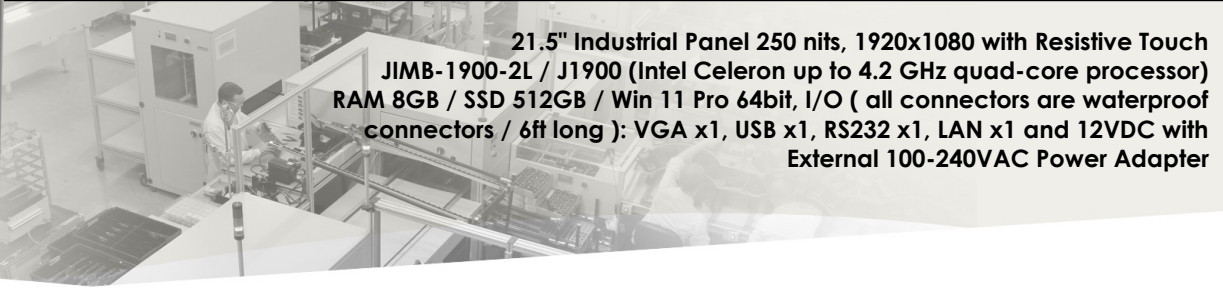 21.5" Industrial Panel 250 nits, 1920x1080 with Resistive Touch
JIMB-1900-2L / J1900 (Intel Celeron up to 4.2 GHz quad-core processor)
RAM 8GB / SSD 512GB / Win 11 Pro 64bit, I/O ( all connectors are waterproof
connectors / 6ft long ): VGA x1, USB x1, RS232 x1, LAN x1 and 12VDC with
External 100-240VAC Power Adapter